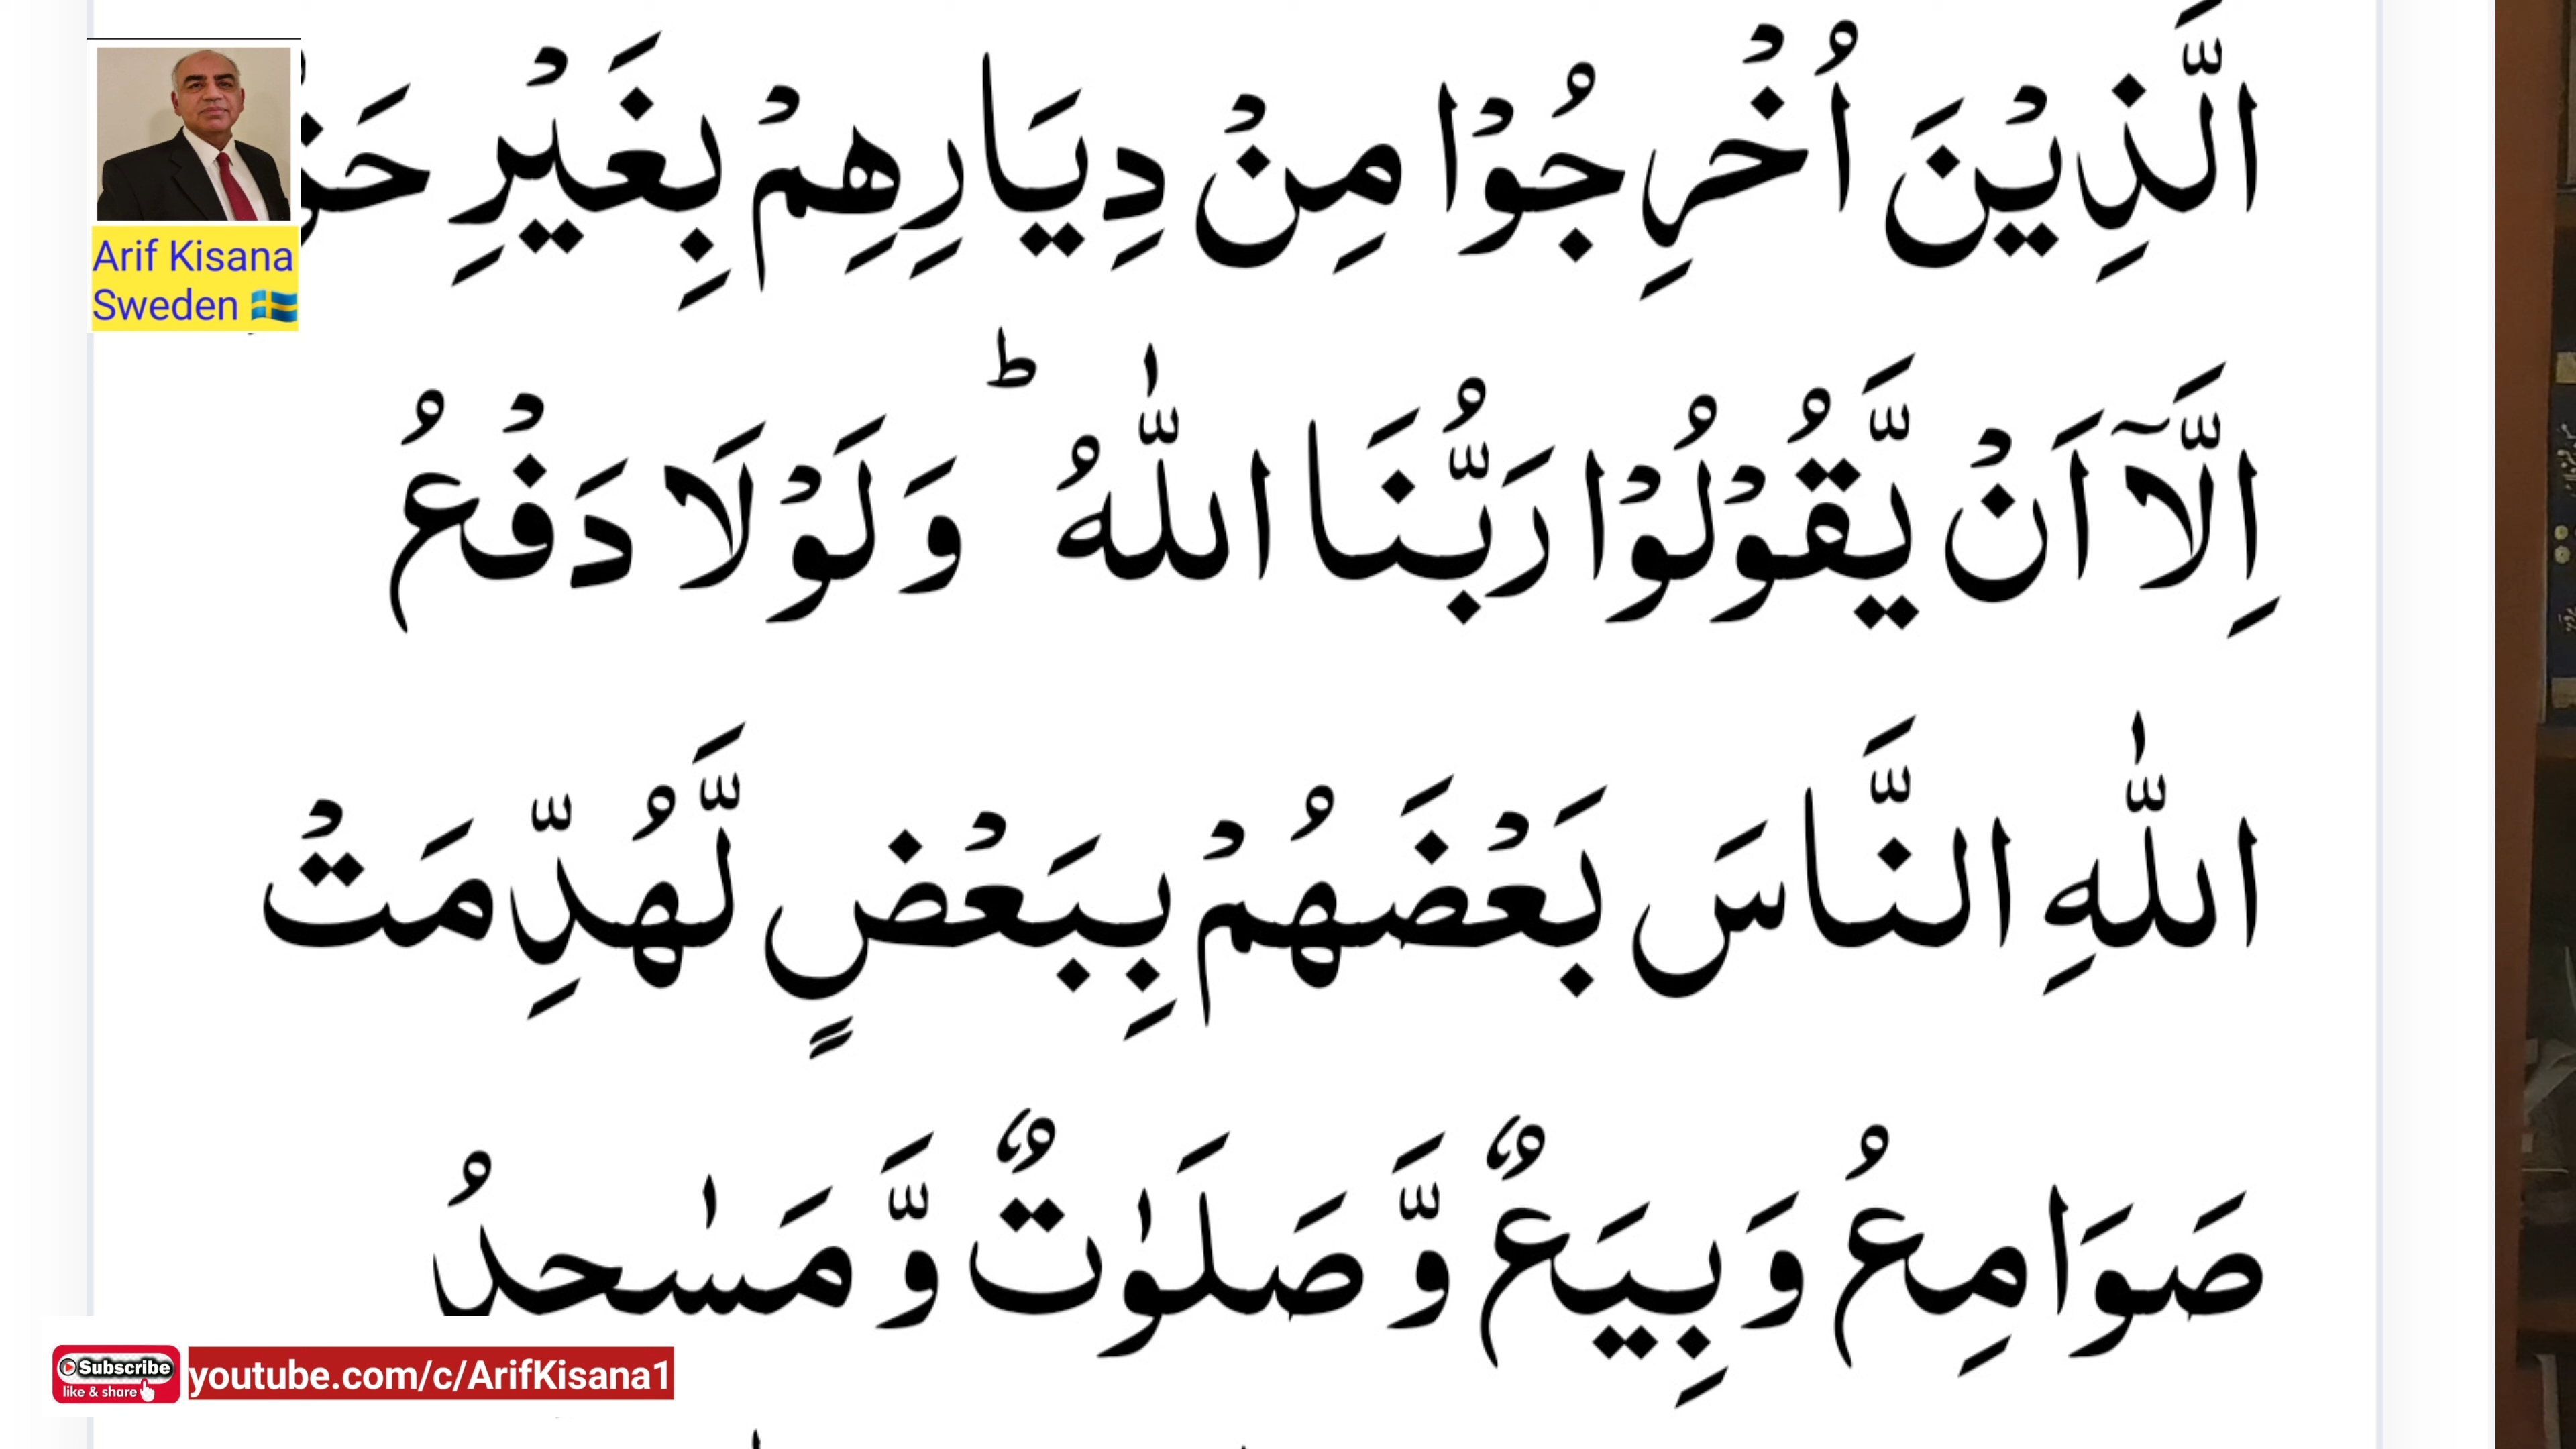 الَّذِيْنَ اُخْرِجُوْا مِنْ دِيَارِهِمْ بِغَيْرِ
اِلَّآ اَنْ يَّقُوْلُوْا رَبُّنَا اللّٰهُ ؕ وَلَوْلَا دَفْعُ
اللّٰهِ النَّاسَ بَعْضَهُمْ بِبَعْضٍ لَّهُدِّمَتْ
صَوَامِعُ وَبِيَعٌ وَّصَلَوٰتٌ وَّمَسٰجِدُ
Arif Kisana
Sweden 🇸🇪
Subscribe
like & share
youtube.com/c/ArifKisana1